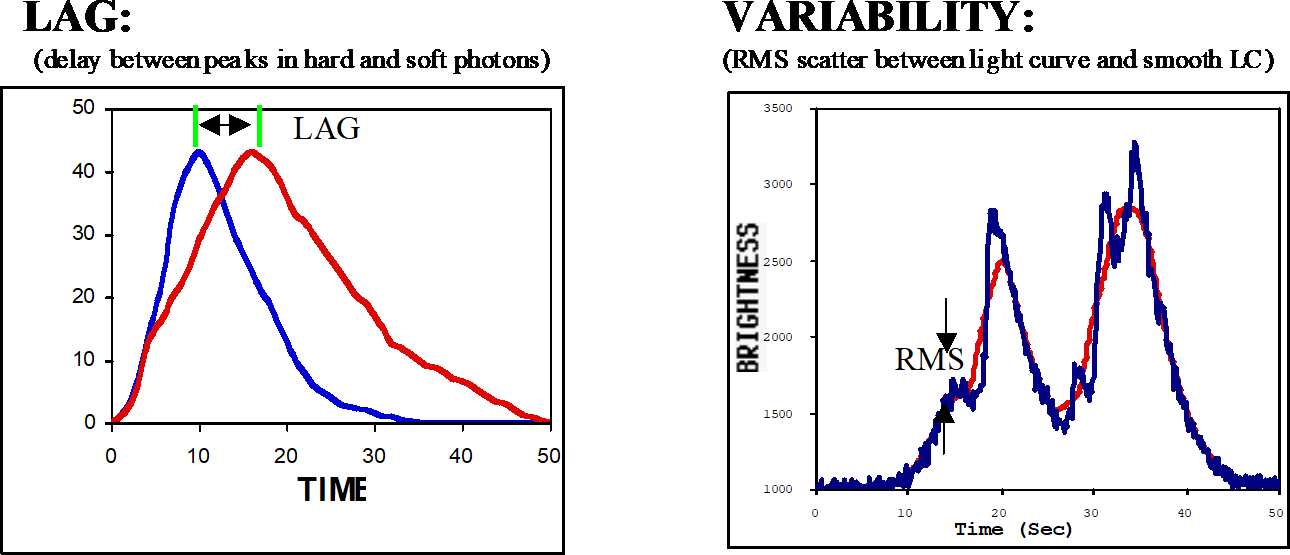 LAG:
(delay between peaks in hard and soft photons)
50
40
30
20
10
0
LAG
0 10 20 30 40 50
TIME
VARIABILITY:
(RMS scatter between light curve and smooth LC)
3500
3000
2500
2000
1500
1000
BRIGHTNESS
RMS
0 10 20 30 40 50
Time (Sec)